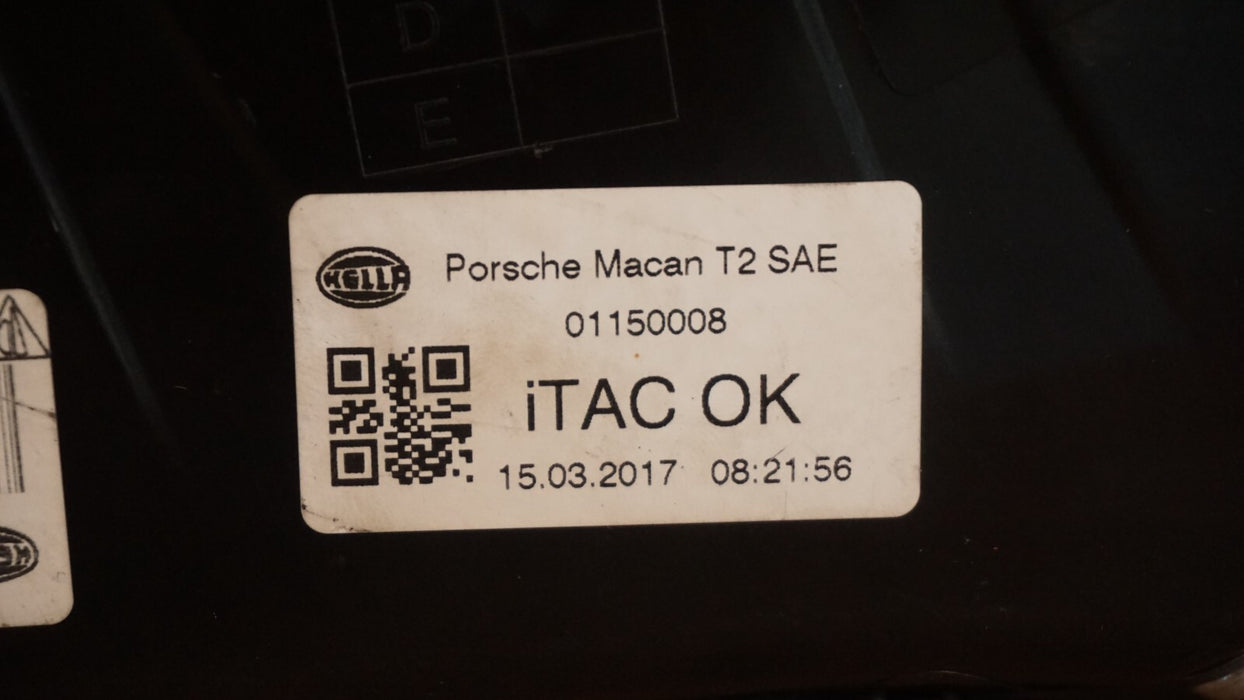 D
E
HELLA
Porsche Macan T2 SAE
01150008
iTAC OK
15.03.2017 08:21:56